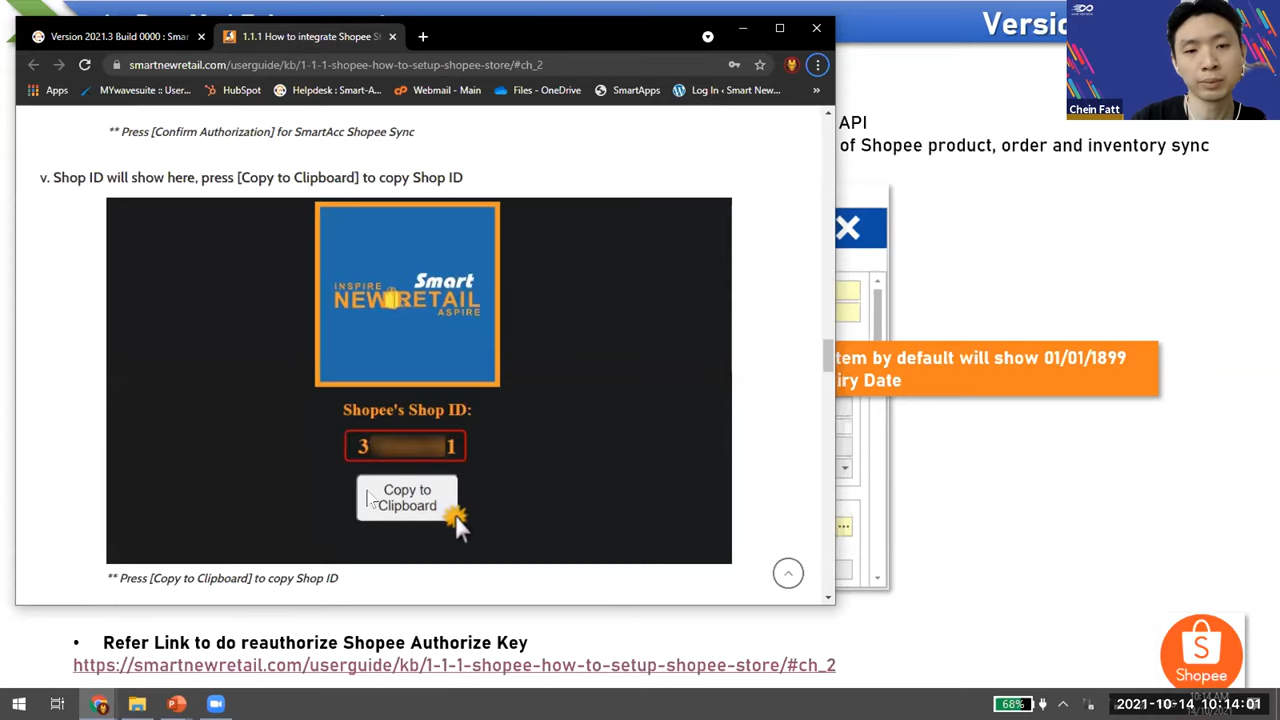 Versio
Version 2021.3 Build 0000 : Smar
1.1.1 How to integrate Shopee St
smartnewretail.com/userguide/kb/1-1-1-shopee-how-to-setup-shopee-store/#ch_2
Apps
MYwavesuite :: User...
HubSpot
Helpdesk : Smart-A...
Webmail - Main
Files - OneDrive
SmartApps
Log In ‹ Smart New...
»
Chein Fatt
** Press [Confirm Authorization] for SmartAcc Shopee Sync
API
of Shopee product, order and inventory sync
v. Shop ID will show here, press [Copy to Clipboard] to copy Shop ID
INSPIRE
Smart
NEW RETAIL
ASPIRE
Shopee's Shop ID:
3 1
Copy to
Clipboard
** Press [Copy to Clipboard] to copy Shop ID
tem by default will show 01/01/1899
iry Date
• Refer Link to do reauthorize Shopee Authorize Key
https://smartnewretail.com/userguide/kb/1-1-1-shopee-how-to-setup-shopee-store/#ch_2
S
Shopee
68%
2021-10-14 10:14:01